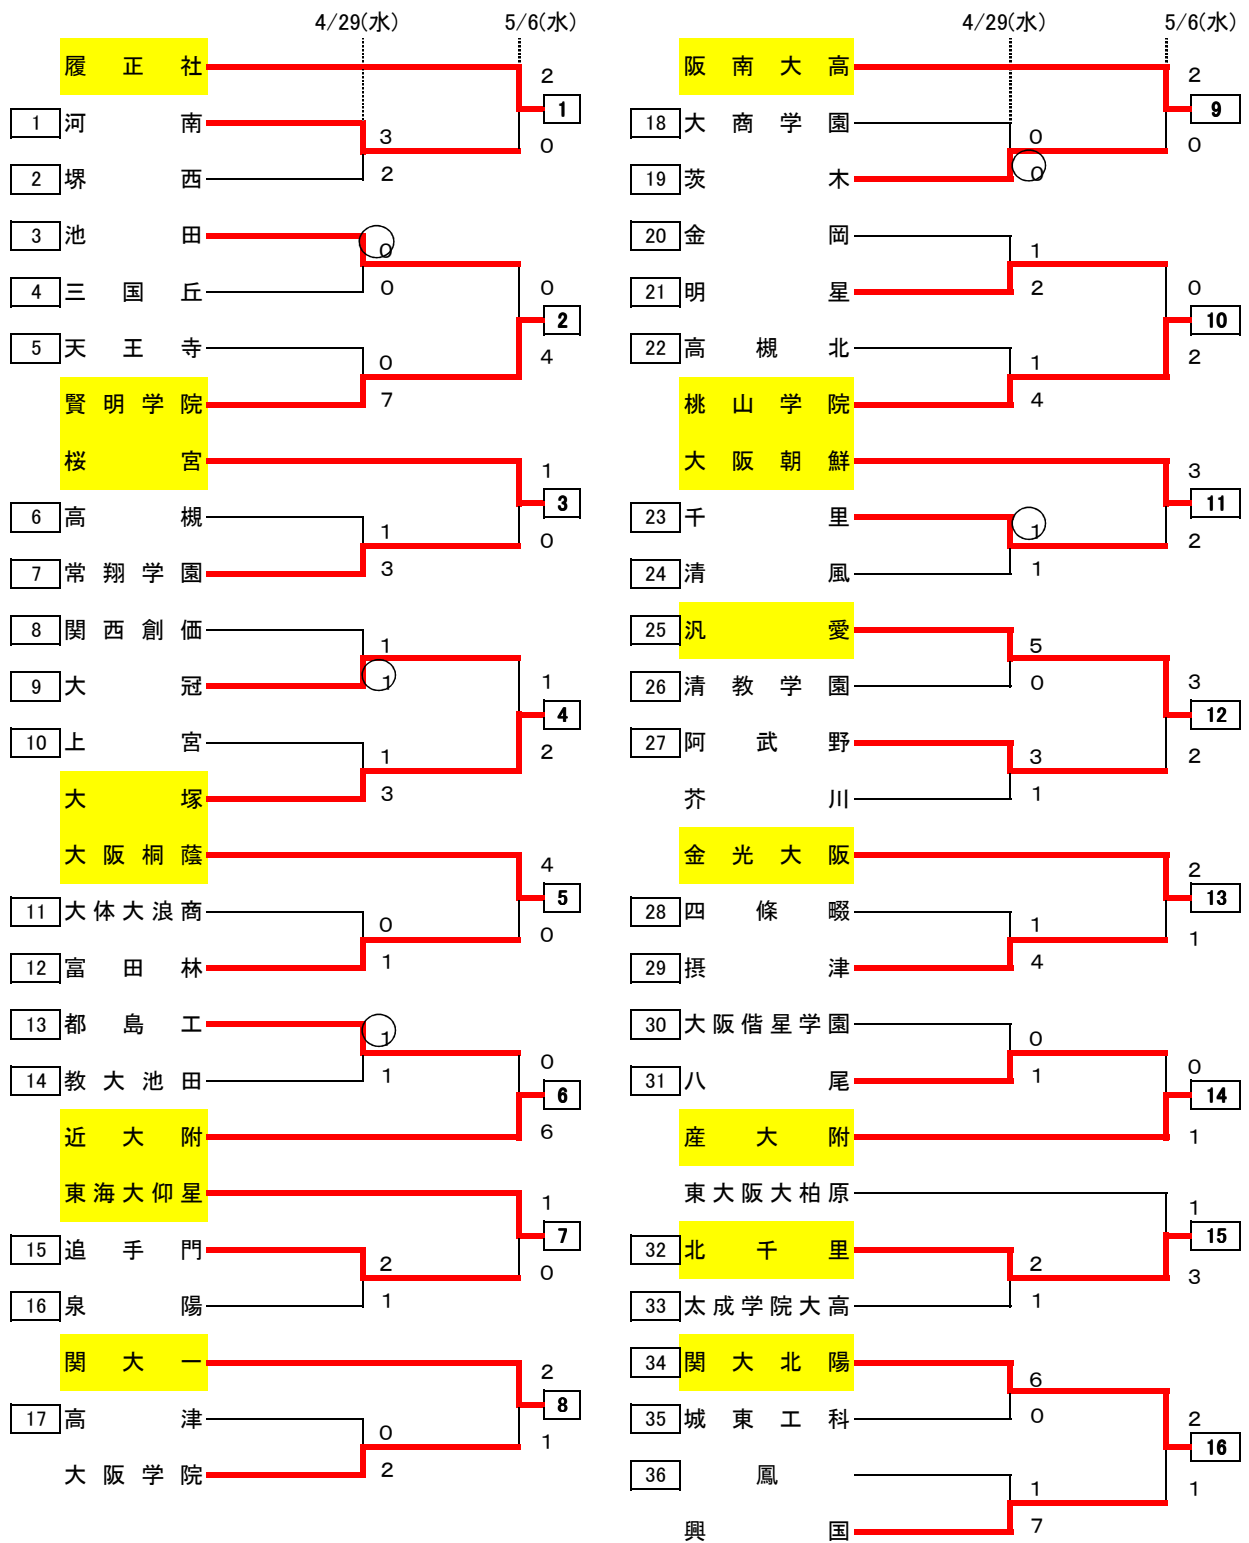 4/29(水) 5/6(水)
履正社 2
1
1 河南 3
0
2 堺西 2
3 池田 0
4 三国丘 0 0
2
5 天王寺 0 4
賢明学院 7
桜宮 1
3
6 高槻 1
0
7 常翔学園 3
8 関西創価 1
9 大冠 1 1
4
10 上宮 1 2
大塚 3
大阪桐蔭 4
5
11 大体大浪商 0
0
12 富田林 1
13 都島工 1
0
14 教大池田 1
6
近大附 6
東海大仰星 1
7
15 追手門 2
0
16 泉陽 1
関大一 2
8
17 高津 0
1
大阪学院 2
4/29(水) 5/6(水)
阪南大高 2
9
18 大商学園 0
0
19 茨木 0
20 金岡 1
21 明星 2 0
10
22 高槻北 1 2
桃山学院 4
大阪朝鮮 3
11
23 千里 1
2
24 清風 1
25 汎愛 5
26 清教学園 0 3
12
27 阿武野 3 2
芥川 1
金光大阪 2
13
28 四條畷 1
1
29 摂津 4
30 大阪偕星学園 0
0
31 八尾 1
14
産大附 1
東大阪大柏原 1
15
32 北千里 2
3
33 太成学院大高 1
34 関大北陽 6
35 城東工科 0 2
16
36 鳳 1 1
興国 7